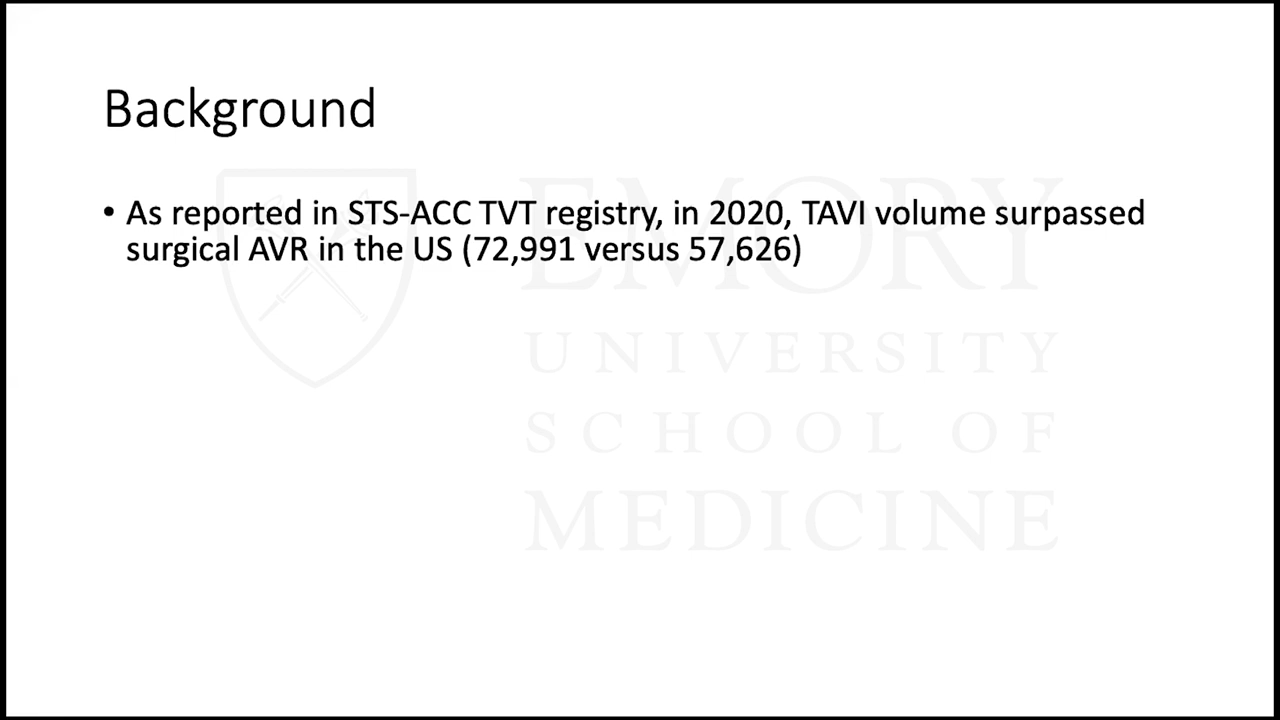 Background
• As reported in STS-ACC TVT registry, in 2020, TAVI volume surpassed
surgical AVR in the US (72,991 versus 57,626)
EMORY
UNIVERSITY
SCHOOL OF
MEDICINE